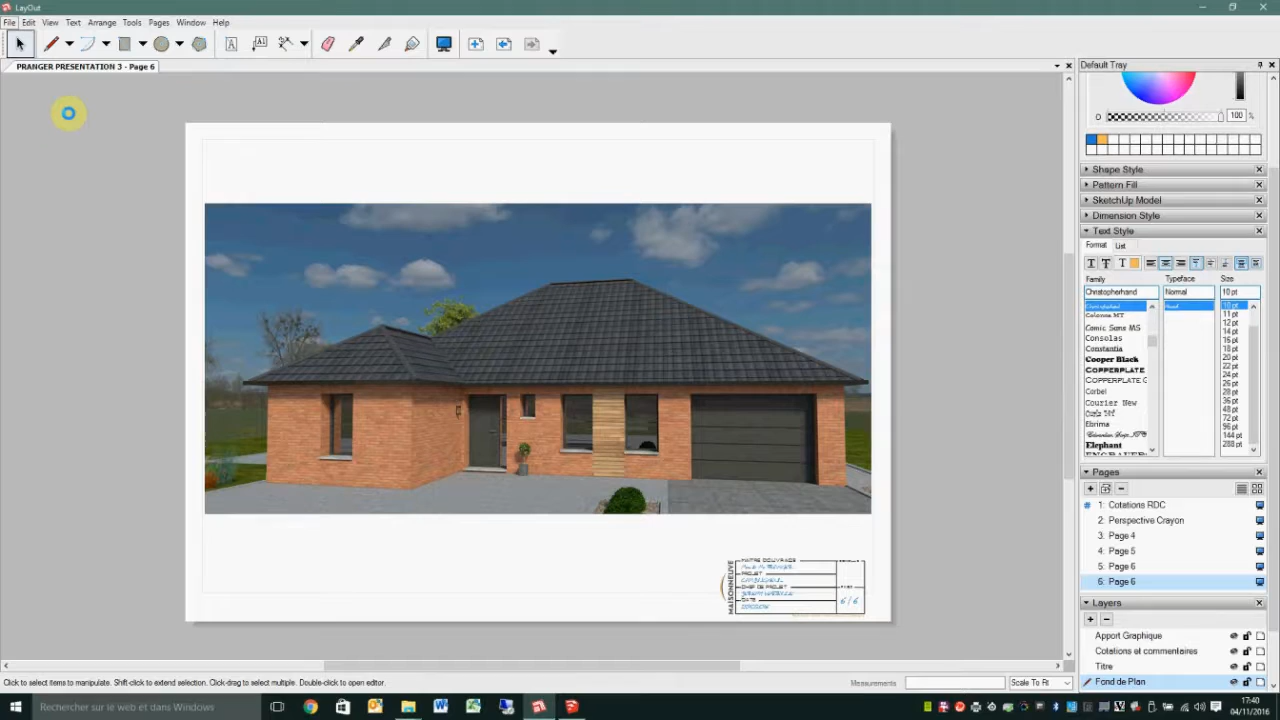 LayOut
File Edit View Text Arrange Tools Pages Window Help
PRANGER PRESENTATION 3 - Page 6
Default Tray
100 %
Shape Style
Pattern Fill
SketchUp Model
Dimension Style
Text Style
Format List
Family Typeface Size
Christopherhand Normal 10 pt
10 pt
Colonna MT 11 pt
Comic Sans MS 12 pt
Consolas 14 pt
Constantia 18 pt
Cooper Black 20 pt
COPPERPLATE 22 pt
COPPERPLATE G 24 pt
Corbel 28 pt
Courier New 36 pt
48 pt
Ebrima 72 pt
96 pt
Elephant 144 pt
288 pt
Pages
1: Cotations RDC
2: Perspective Crayon
3: Page 4
4: Page 5
5: Page 6
6: Page 6
Layers
Apport Graphique
Cotations et commentaires
Titre
Fond de Plan
MAISONNEUVE
MAITRE D'OUVRAGE
PROJET
CHEF DE PROJET
DATE
6 / 6
Click to select items to manipulate. Shift-click to extend selection. Click-drag to select multiple. Double-click to open editor.
Measurements
Scale To Fit
Rechercher sur le web et dans Windows
17:40
04/11/2016